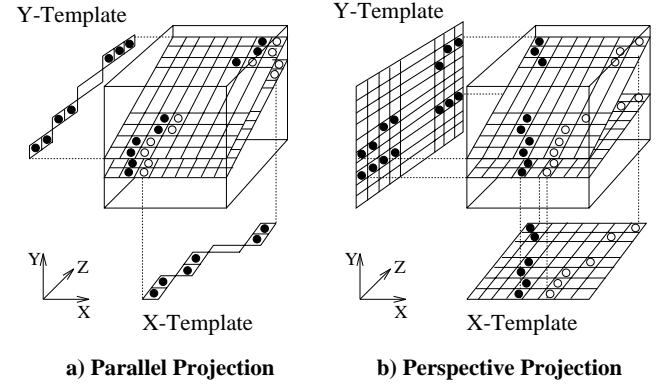 Y-Template
Y
Z
X
X-Template
a) Parallel Projection
Y-Template
Y
Z
X
X-Template
b) Perspective Projection